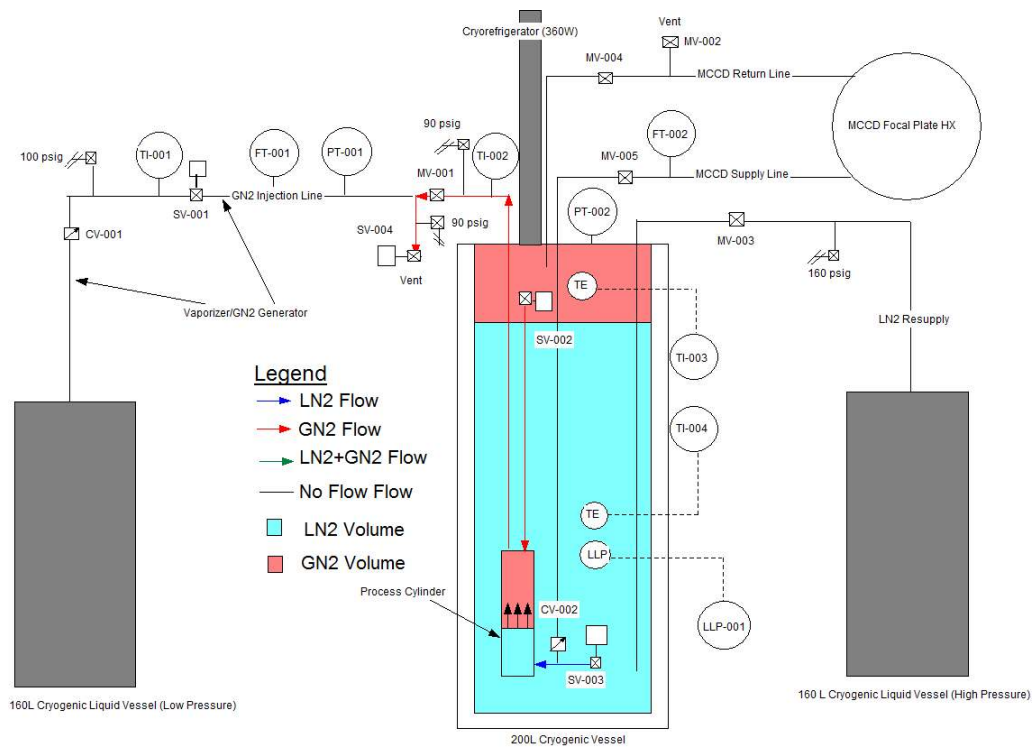 Cryorefrigerator (360W)
Vent
MV-002
MV-004
MCCD Return Line
MCCD Focal Plate HX
90 psig
100 psig
TI-001
FT-001
PT-001
TI-002
FT-002
MV-001
MV-005
MCCD Supply Line
GN2 Injection Line
SV-001
CV-001
SV-004
90 psig
Vent
PT-002
MV-003
160 psig
TE
Vaporizer/GN2 Generator
SV-002
LN2 Resupply
TI-003
Legend
LN2 Flow
GN2 Flow
LN2+GN2 Flow
No Flow Flow
LN2 Volume
GN2 Volume
TI-004
TE
LLP
Process Cylinder
CV-002
LLP-001
SV-003
160L Cryogenic Liquid Vessel (Low Pressure)
160 L Cryogenic Liquid Vessel (High Pressure)
200L Cryogenic Vessel